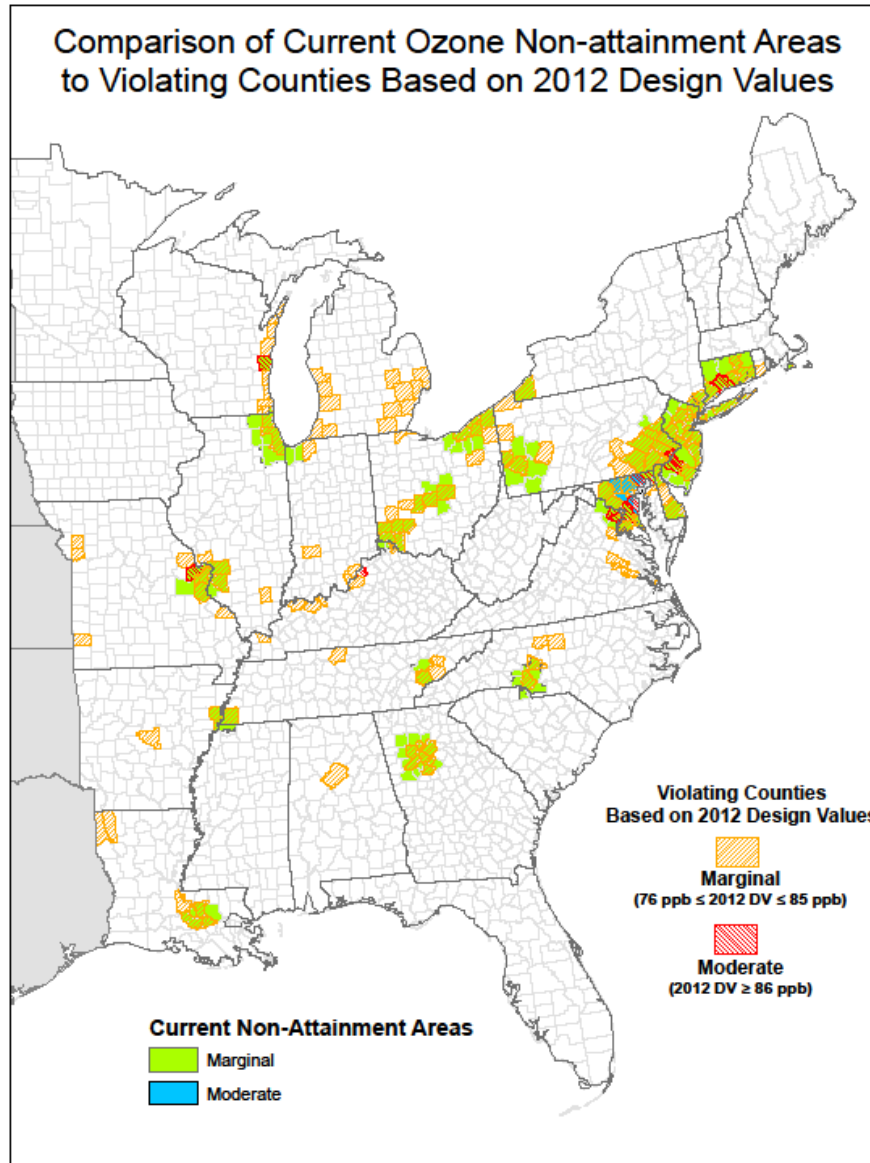 Comparison of Current Ozone Non-attainment Areas
to Violating Counties Based on 2012 Design Values
Violating Counties
Based on 2012 Design Values
Marginal
(76 ppb ≤ 2012 DV ≤ 85 ppb)
Moderate
(2012 DV ≥ 86 ppb)
Current Non-Attainment Areas
Marginal
Moderate